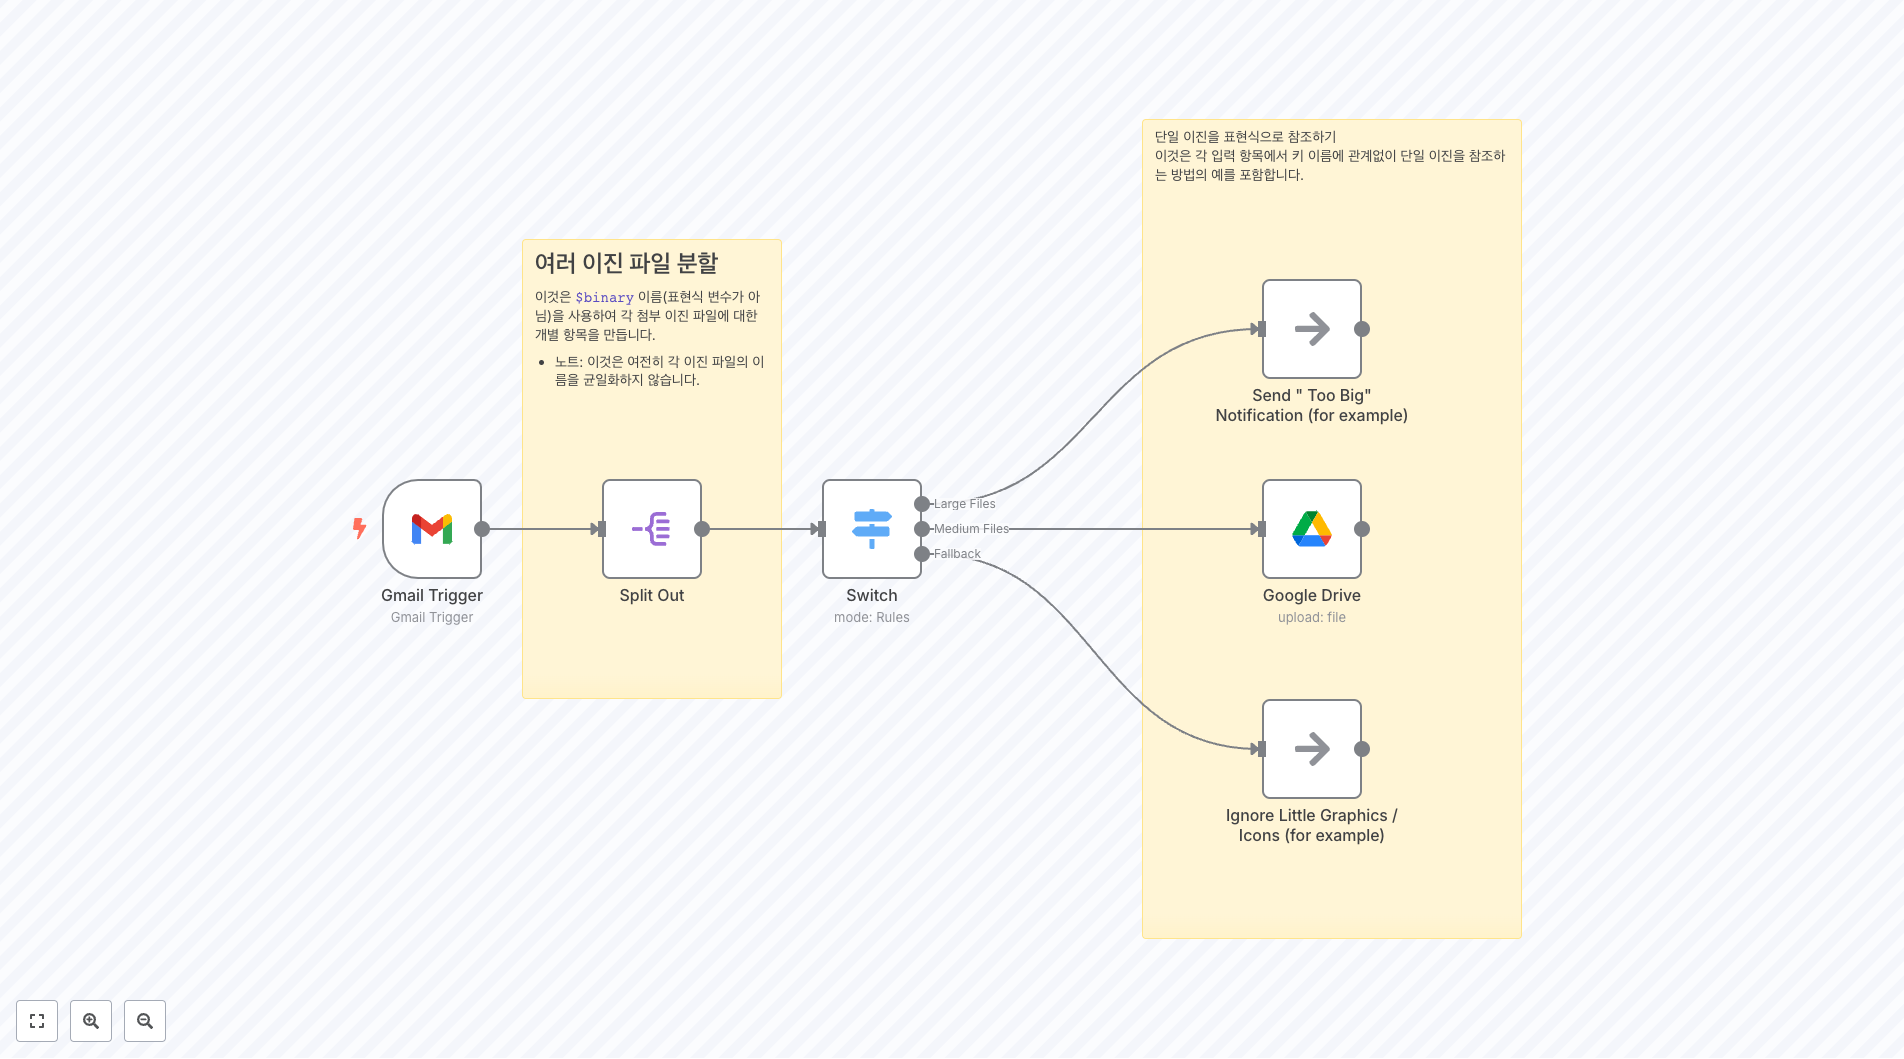 단일 이진을 표현식으로 참조하기
이것은 각 입력 항목에서 키 이름에 관계없이 단일 이진을 참조하
는 방법의 예를 포함합니다.
여러 이진 파일 분할
이것은 $binary 이름(표현식 변수가 아
님)을 사용하여 각 첨부 이진 파일에 대한
개별 항목을 만듭니다.
노트: 이것은 여전히 각 이진 파일의 이
름을 균일화하지 않습니다.
Send " Too Big"
Notification (for example)
Large Files
Medium Files
Fallback
Gmail Trigger
Gmail Trigger
Split Out
Switch
mode: Rules
Google Drive
upload: file
Ignore Little Graphics /
Icons (for example)